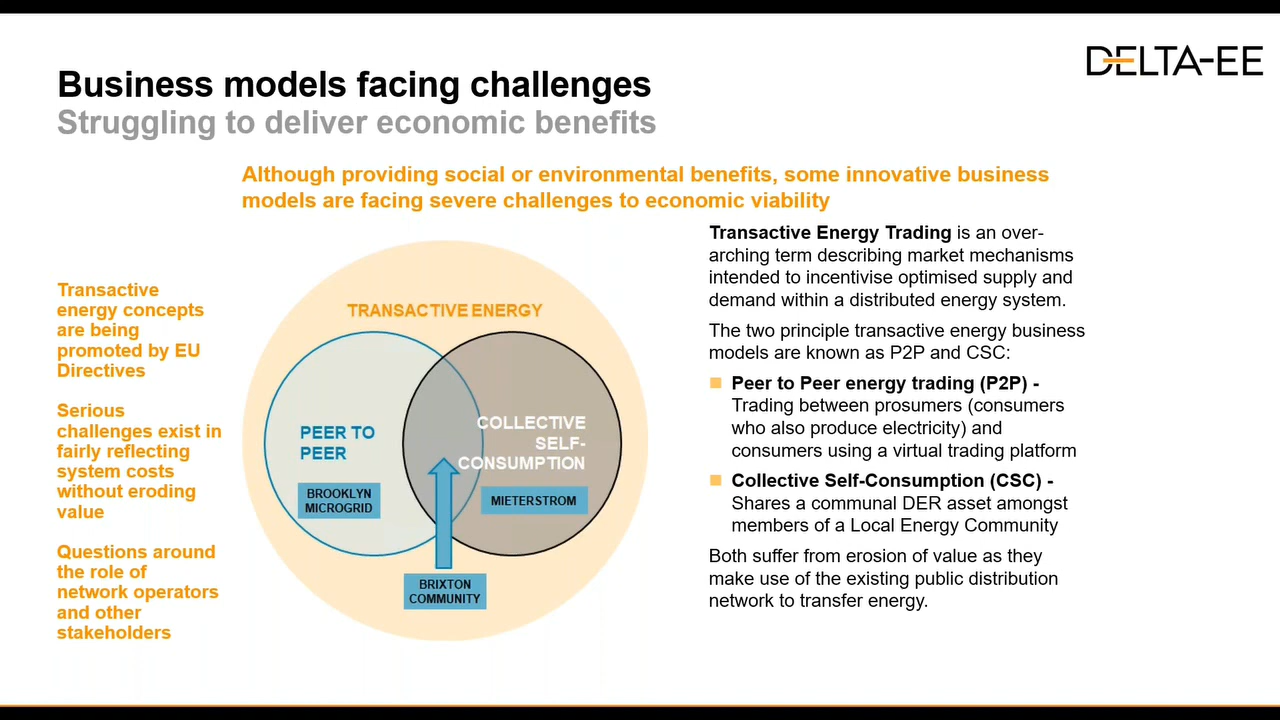 DELTA-EE
Business models facing challenges
Struggling to deliver economic benefits
Although providing social or environmental benefits, some innovative business
models are facing severe challenges to economic viability
Transactive
energy concepts
are being
promoted by EU
Directives
Serious
challenges exist in
fairly reflecting
system costs
without eroding
value
Questions around
the role of
network operators
and other
stakeholders
TRANSACTIVE ENERGY
PEER TO
PEER
BROOKLYN
MICROGRID
COLLECTIVE
SELF-
CONSUMPTION
MIETERSTROM
BRIXTON
COMMUNITY
Transactive Energy Trading is an over-
arching term describing market mechanisms
intended to incentivise optimised supply and
demand within a distributed energy system.
The two principle transactive energy business
models are known as P2P and CSC:
Peer to Peer energy trading (P2P) -
Trading between prosumers (consumers
who also produce electricity) and
consumers using a virtual trading platform
Collective Self-Consumption (CSC) -
Shares a communal DER asset amongst
members of a Local Energy Community
Both suffer from erosion of value as they
make use of the existing public distribution
network to transfer energy.